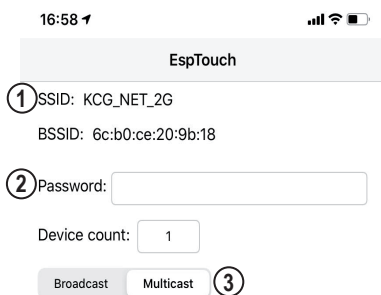 16:58
EspTouch
1 SSID: KCG_NET_2G
BSSID: 6c:b0:ce:20:9b:18
2 Password:
Device count: 1
Broadcast Multicast 3